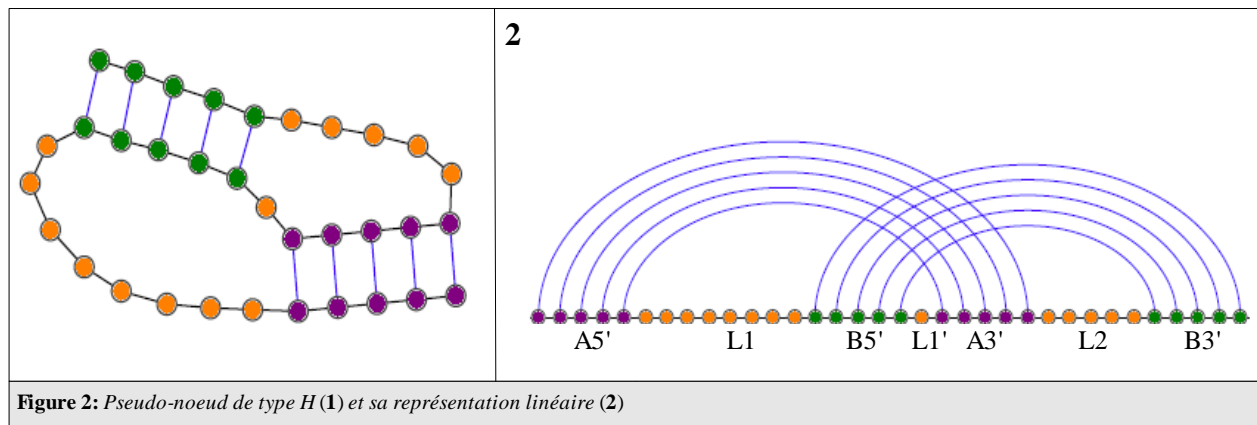 2
A5' L1 B5' L1' A3' L2 B3'
Figure 2: Pseudo-noeud de type H (1) et sa représentation linéaire (2)